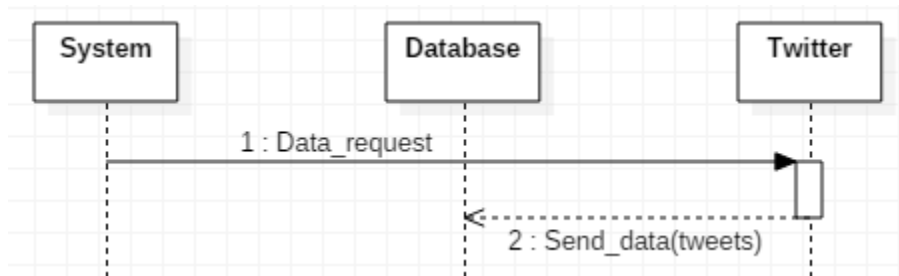 System
Database
Twitter
1 : Data_request
2 : Send_data(tweets)